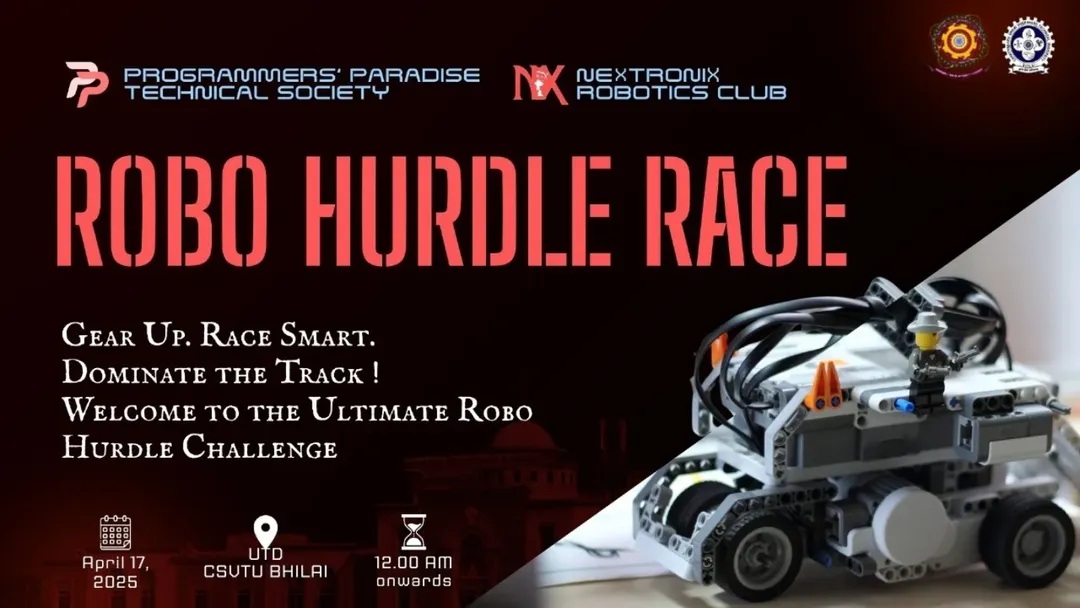 PROGRAMMERS' PARADISE
TECHNICAL SOCIETY
NEXTRONIX
ROBOTICS CLUB
ROBO HURDLE RACE
Gear Up. Race Smart.
Dominate the Track !
Welcome to the Ultimate Robo
Hurdle Challenge
April 17,
2025
UTD
CSVTU BHILAI
12.00 AM
onwards